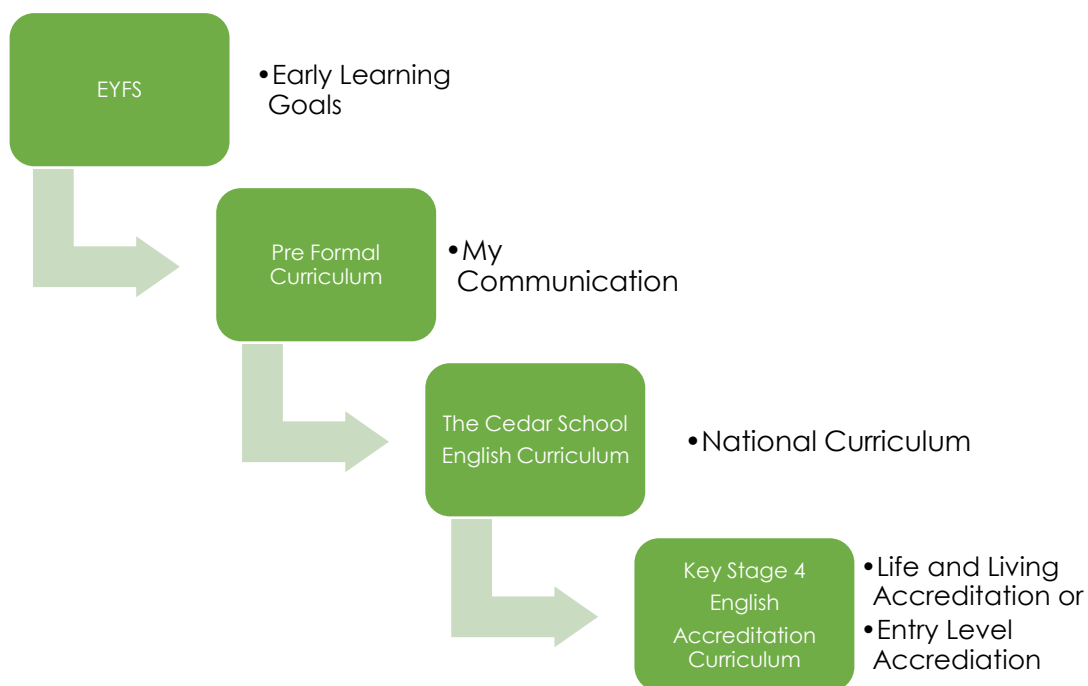 EYFS
•Early Learning
Goals
Pre Formal
Curriculum
•My
Communication
The Cedar School
English Curriculum
•National Curriculum
Key Stage 4
English
Accreditation
Curriculum
•Life and Living
Accreditation or
•Entry Level
Accrediation